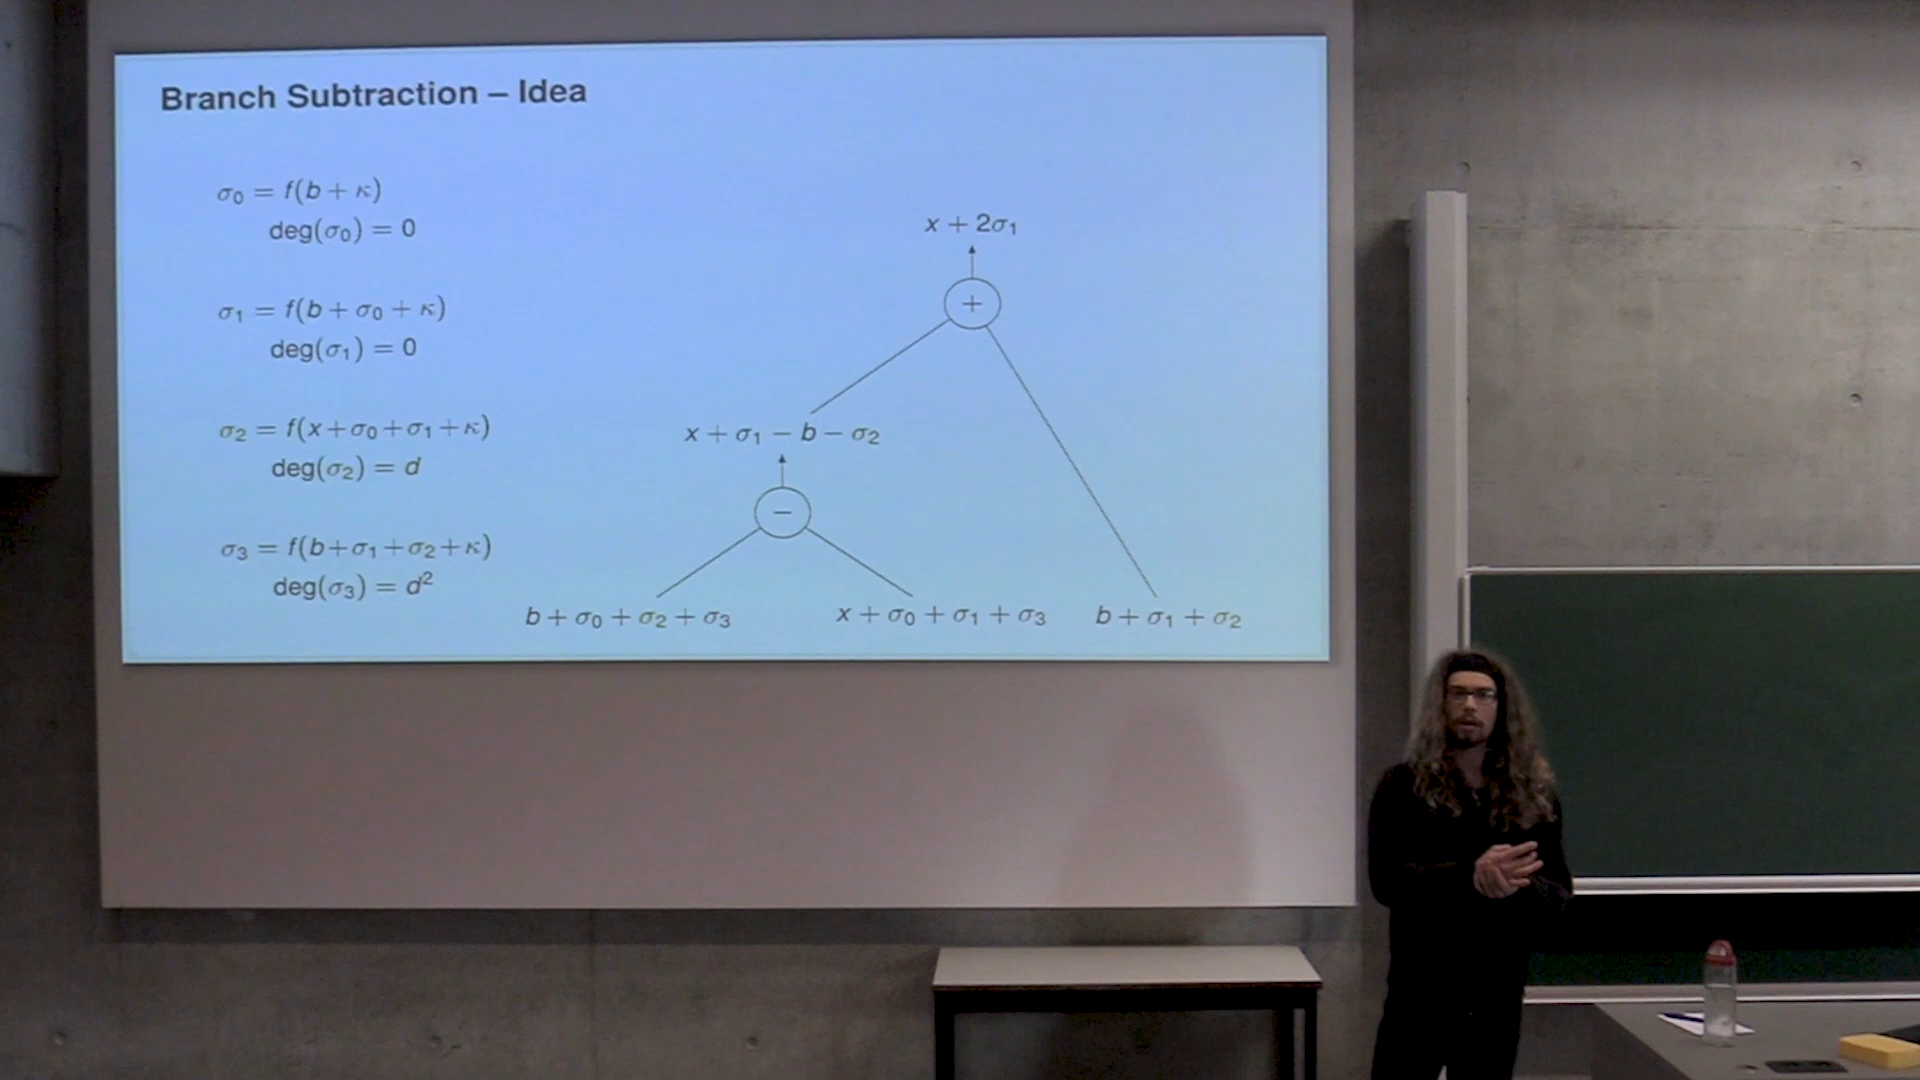 Branch Subtraction – Idea
σ₀ = f(b + κ)
deg(σ₀) = 0
σ₁ = f(b + σ₀ + κ)
deg(σ₁) = 0
σ₂ = f(x+σ₀+σ₁+κ)
deg(σ₂) = d
σ₃ = f(b+σ₁+σ₂+κ)
deg(σ₃) = d²
x + 2σ₁
+
x + σ₁ − b − σ₂
−
b + σ₀ + σ₂ + σ₃
x + σ₀ + σ₁ + σ₃
b + σ₁ + σ₂